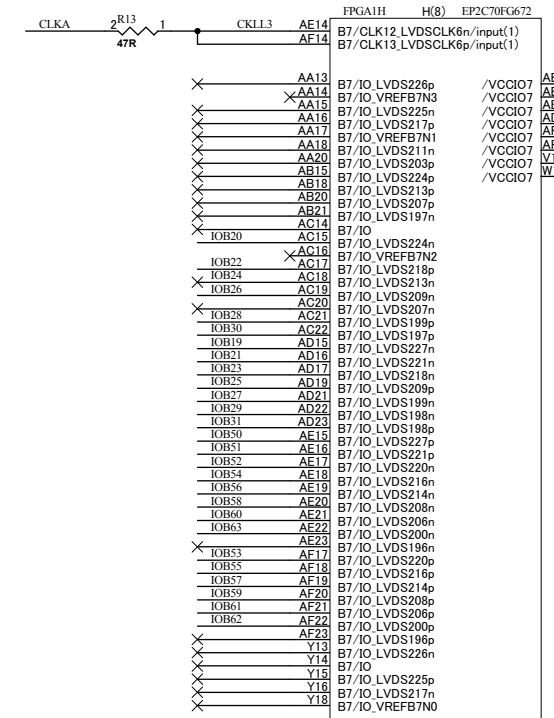 FPGA1H H(8) EP2C70FG672
CLKA 2 R13 1 CKLL3 AE14 B7/CLK12_LVDSCLK6n/input(1)
47R AF14 B7/CLK13_LVDSCLK6p/input(1)
AA13 B7/IO_LVDS226p /VCCIO7
AA14 B7/IO_VREFB7N3 /VCCIO7
AA15 B7/IO_LVDS225n /VCCIO7
AA16 B7/IO_LVDS217p /VCCIO7
AA17 B7/IO_VREFB7N1 /VCCIO7
AA18 B7/IO_LVDS211n /VCCIO7
AA20 B7/IO_LVDS203p /VCCIO7
AB15 B7/IO_LVDS224p /VCCIO7
AB18 B7/IO_LVDS213p
AB20 B7/IO_LVDS207p
AB21 B7/IO_LVDS197n
AC14 B7/IO
IOB20 AC15 B7/IO_LVDS224n
AC16 B7/IO_VREFB7N2
IOB22 AC17 B7/IO_LVDS218p
IOB24 AC18 B7/IO_LVDS213n
IOB26 AC19 B7/IO_LVDS209n
AC20 B7/IO_LVDS207n
IOB28 AC21 B7/IO_LVDS199p
IOB30 AC22 B7/IO_LVDS197p
IOB19 AD15 B7/IO_LVDS227n
IOB21 AD16 B7/IO_LVDS221n
IOB23 AD17 B7/IO_LVDS218n
IOB25 AD19 B7/IO_LVDS209p
IOB27 AD21 B7/IO_LVDS199n
IOB29 AD22 B7/IO_LVDS198n
IOB31 AD23 B7/IO_LVDS198p
IOB50 AE15 B7/IO_LVDS227p
IOB51 AE16 B7/IO_LVDS221p
IOB52 AE17 B7/IO_LVDS220n
IOB54 AE18 B7/IO_LVDS216n
IOB56 AE19 B7/IO_LVDS214n
IOB58 AE20 B7/IO_LVDS208n
IOB60 AE21 B7/IO_LVDS206n
IOB63 AE22 B7/IO_LVDS200n
AE23 B7/IO_LVDS196n
IOB53 AF17 B7/IO_LVDS220p
IOB55 AF18 B7/IO_LVDS216p
IOB57 AF19 B7/IO_LVDS214p
IOB59 AF20 B7/IO_LVDS208p
IOB61 AF21 B7/IO_LVDS206p
IOB62 AF22 B7/IO_LVDS200p
AF23 B7/IO_LVDS196p
Y13 B7/IO_LVDS226n
Y14 B7/IO
Y15 B7/IO_LVDS225p
Y16 B7/IO_LVDS217n
Y18 B7/IO_VREFB7N0